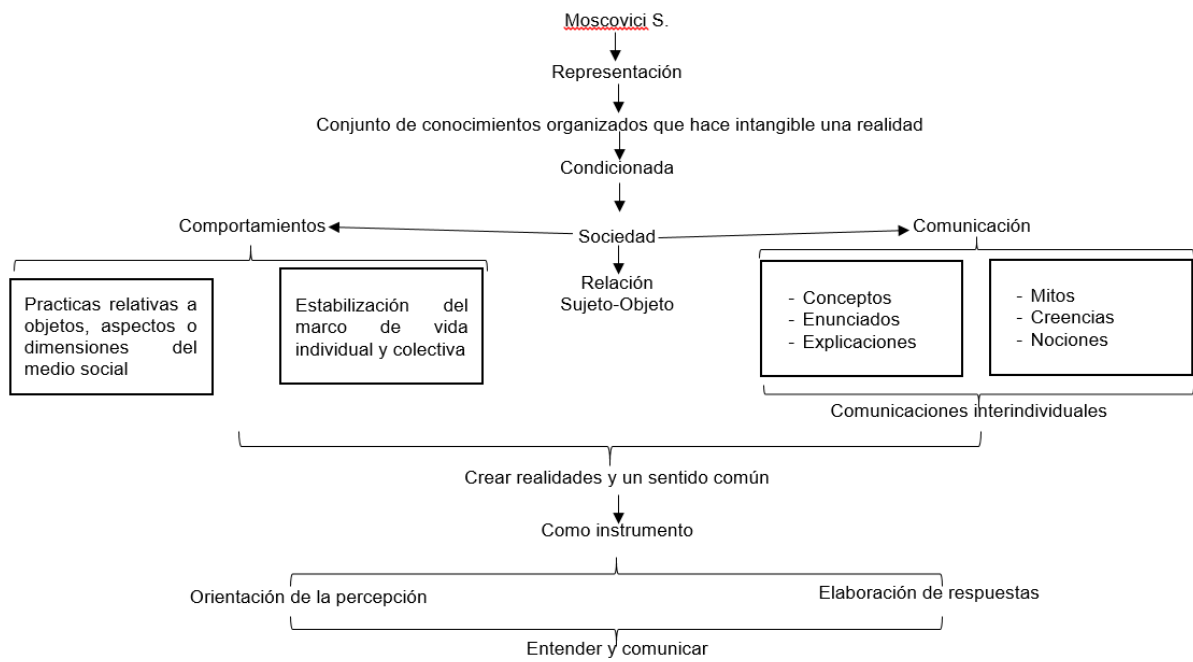 Moscovici S.
Representación
Conjunto de conocimientos organizados que hace intangible una realidad
Condicionada
Comportamientos
Sociedad
Comunicación
Relación
Sujeto-Objeto
Practicas relativas a
objetos, aspectos o
dimensiones del
medio social
Estabilización del
marco de vida
individual y colectiva
- Conceptos
- Enunciados
- Explicaciones
- Mitos
- Creencias
- Nociones
Comunicaciones interindividuales
Crear realidades y un sentido común
Como instrumento
Orientación de la percepción
Elaboración de respuestas
Entender y comunicar